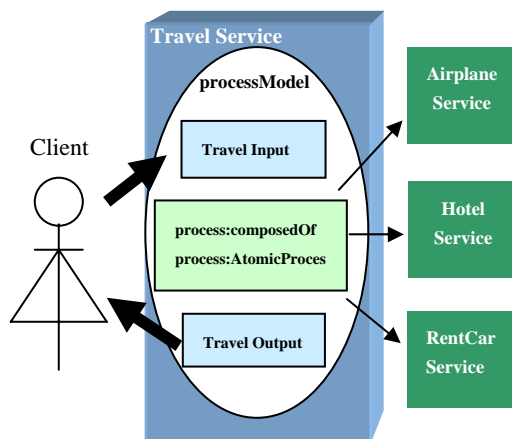 Travel Service
processModel
Client
Travel Input
process:composedOf
process:AtomicProces
Travel Output
Airplane
Service
Hotel
Service
RentCar
Service